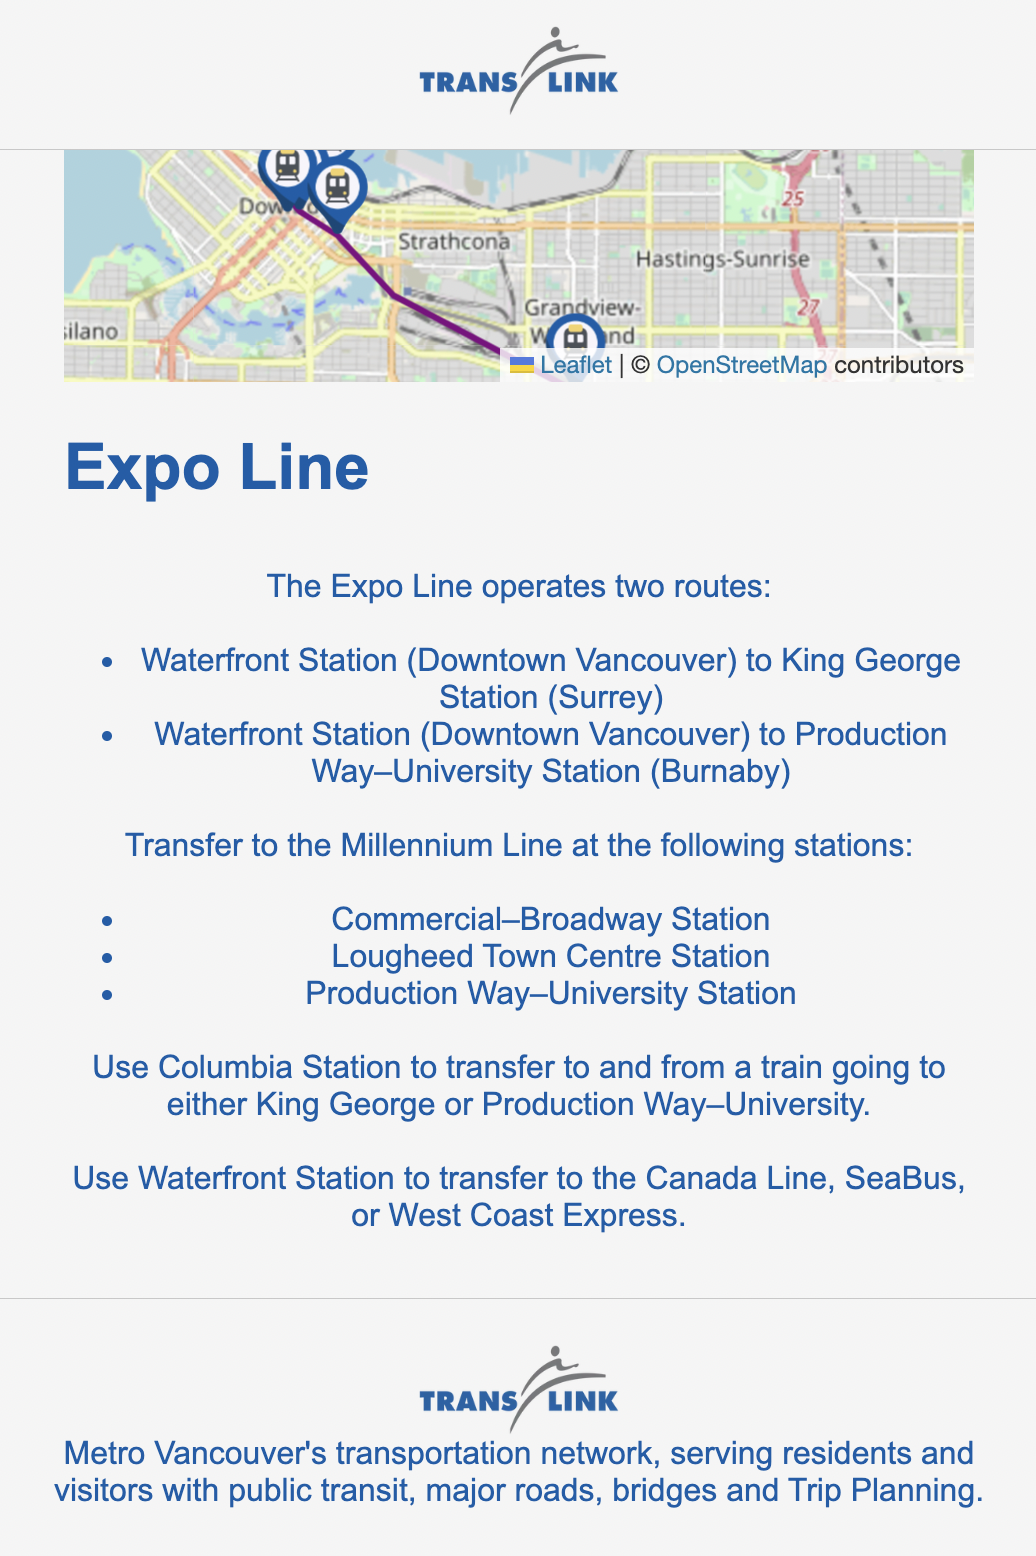 TRANS LINK
25
Strathcona
Hastings-Sunrise
Grandview-
27
silano
Leaflet | © OpenStreetMap contributors
Expo Line
The Expo Line operates two routes:
• Waterfront Station (Downtown Vancouver) to King George
Station (Surrey)
• Waterfront Station (Downtown Vancouver) to Production
Way–University Station (Burnaby)
Transfer to the Millennium Line at the following stations:
• Commercial–Broadway Station
• Lougheed Town Centre Station
• Production Way–University Station
Use Columbia Station to transfer to and from a train going to
either King George or Production Way–University.
Use Waterfront Station to transfer to the Canada Line, SeaBus,
or West Coast Express.
TRANS LINK
Metro Vancouver's transportation network, serving residents and
visitors with public transit, major roads, bridges and Trip Planning.